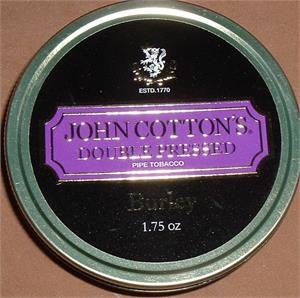 ESTD.1770
JOHN COTTON'S
DOUBLE PRESSED
PIPE TOBACCO
Burley
1.75 oz